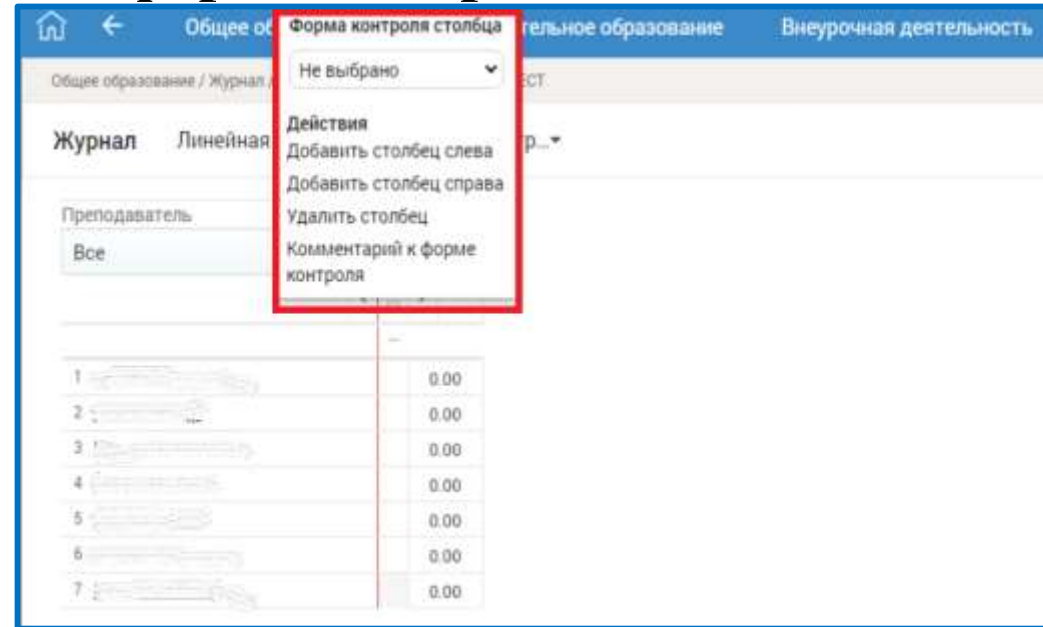 Общее об
тельное образование
Внеурочная деятельность
Форма контроля столбца
Не выбрано
Общее образование / Журнал /
ЕСТ
Журнал
Линейная
р...
Действия
Добавить столбец слева
Добавить столбец справа
Удалить столбец
Комментарий к форме
контроля
Преподаватель
Все
1 0.00
2 0.00
3 0.00
4 0.00
5 0.00
6 0.00
7 0.00